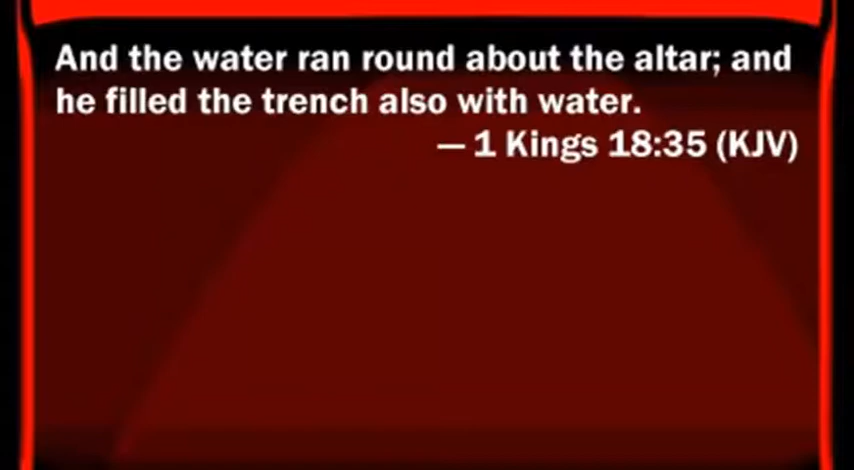 And the water ran round about the altar; and
he filled the trench also with water.
— 1 Kings 18:35 (KJV)